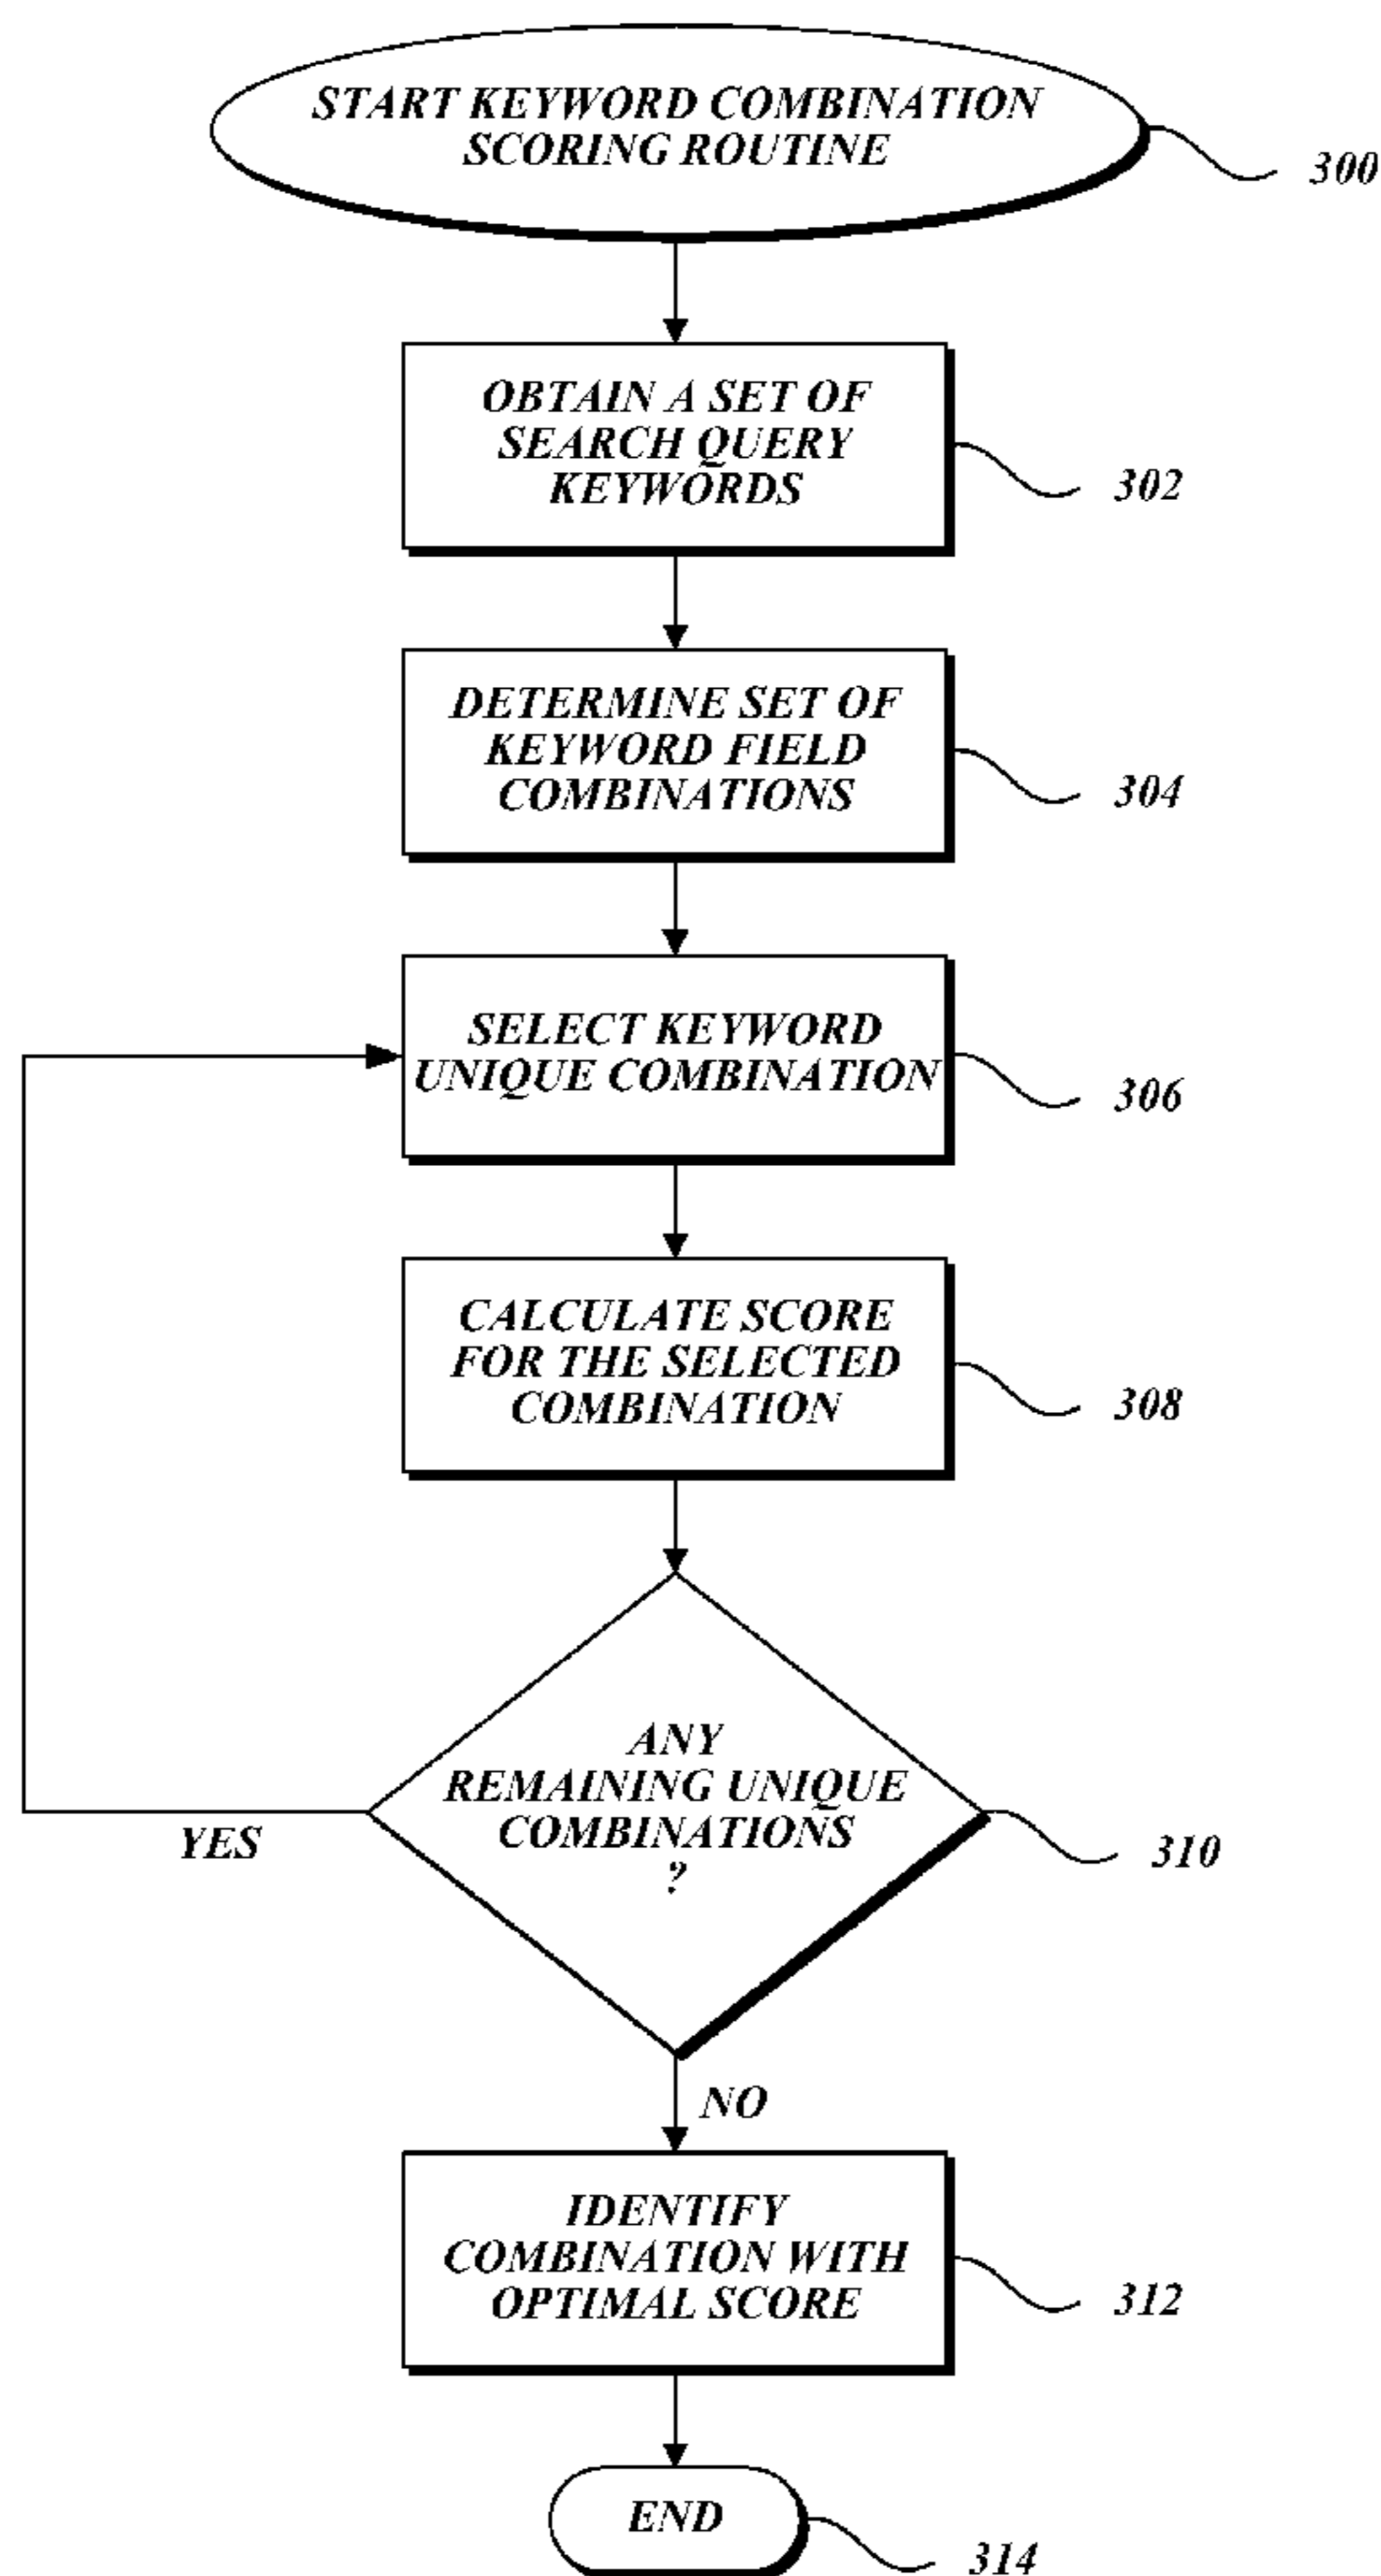 START KEYWORD COMBINATION
SCORING ROUTINE
300
OBTAIN A SET OF
SEARCH QUERY
KEYWORDS
302
DETERMINE SET OF
KEYWORD FIELD
COMBINATIONS
304
SELECT KEYWORD
UNIQUE COMBINATION
306
CALCULATE SCORE
FOR THE SELECTED
COMBINATION
308
ANY
REMAINING UNIQUE
COMBINATIONS
?
310
YES
NO
IDENTIFY
COMBINATION WITH
OPTIMAL SCORE
312
END
314